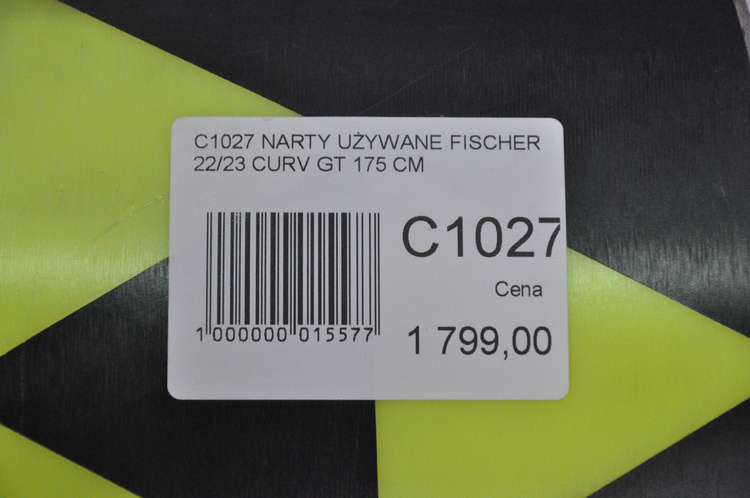 C1027 NARTY UŻYWANE FISCHER
22/23 CURV GT 175 CM
C1027
Cena
1 000000 015577
1 799,00